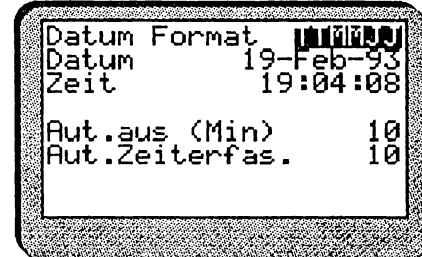 Datum Format TTMMJJ
Datum 19-Feb-93
Zeit 19:04:08
Aut.aus (Min) 10
Aut.Zeiterfas. 10